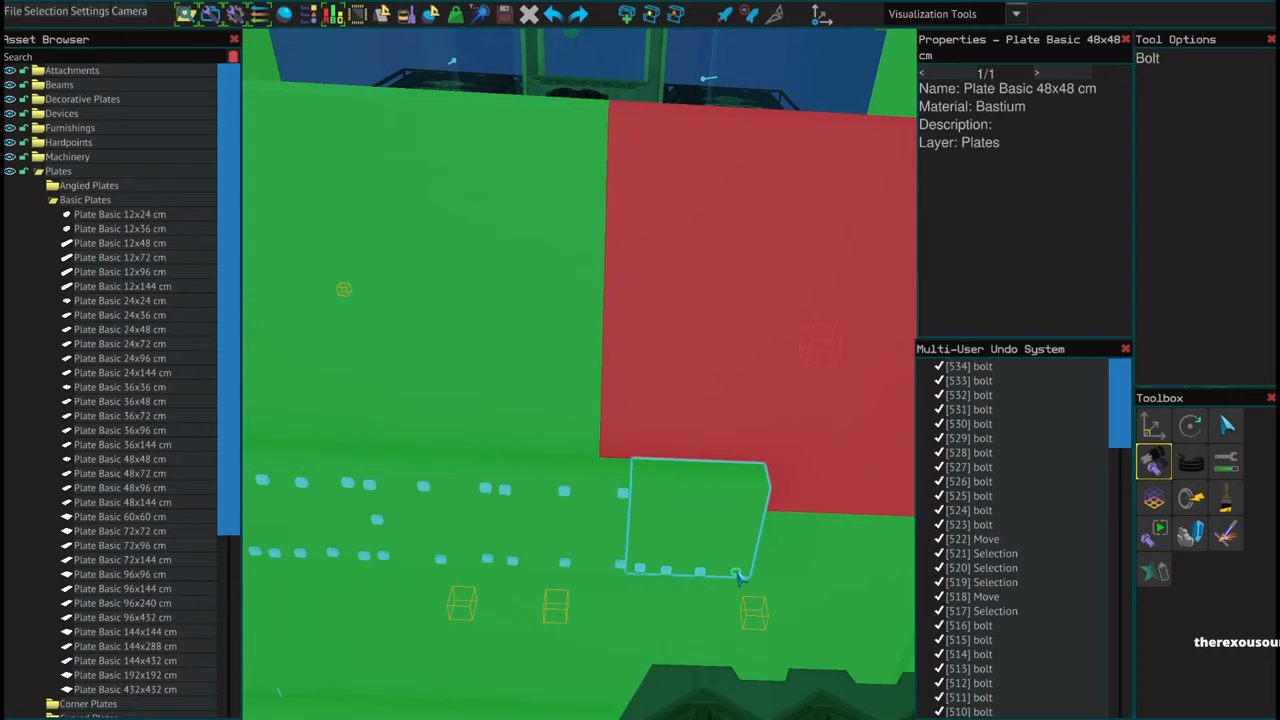 File Selection Settings Camera
Visualization Tools
Asset Browser
Search
Attachments
Beams
Decorative Plates
Devices
Furnishings
Hardpoints
Machinery
Plates
Angled Plates
Basic Plates
Plate Basic 12x24 cm
Plate Basic 12x36 cm
Plate Basic 12x48 cm
Plate Basic 12x72 cm
Plate Basic 12x96 cm
Plate Basic 12x144 cm
Plate Basic 24x24 cm
Plate Basic 24x36 cm
Plate Basic 24x48 cm
Plate Basic 24x72 cm
Plate Basic 24x96 cm
Plate Basic 24x144 cm
Plate Basic 36x36 cm
Plate Basic 36x48 cm
Plate Basic 36x72 cm
Plate Basic 36x96 cm
Plate Basic 36x144 cm
Plate Basic 48x48 cm
Plate Basic 48x72 cm
Plate Basic 48x96 cm
Plate Basic 48x144 cm
Plate Basic 60x60 cm
Plate Basic 72x72 cm
Plate Basic 72x96 cm
Plate Basic 72x144 cm
Plate Basic 96x96 cm
Plate Basic 96x144 cm
Plate Basic 96x240 cm
Plate Basic 96x432 cm
Plate Basic 144x144 cm
Plate Basic 144x288 cm
Plate Basic 144x432 cm
Plate Basic 192x192 cm
Plate Basic 432x432 cm
Corner Plates
Properties - Plate Basic 48x48
cm
< 1/1 >
Name: Plate Basic 48x48 cm
Material: Bastium
Description:
Layer: Plates
Multi-User Undo System
[534] bolt
[533] bolt
[532] bolt
[531] bolt
[530] bolt
[529] bolt
[528] bolt
[527] bolt
[526] bolt
[525] bolt
[524] bolt
[523] bolt
[522] Move
[521] Selection
[520] Selection
[519] Selection
[518] Move
[517] Selection
[516] bolt
[515] bolt
[514] bolt
[513] bolt
[512] bolt
[511] bolt
[510] bolt
Tool Options
Bolt
Toolbox
therexousou